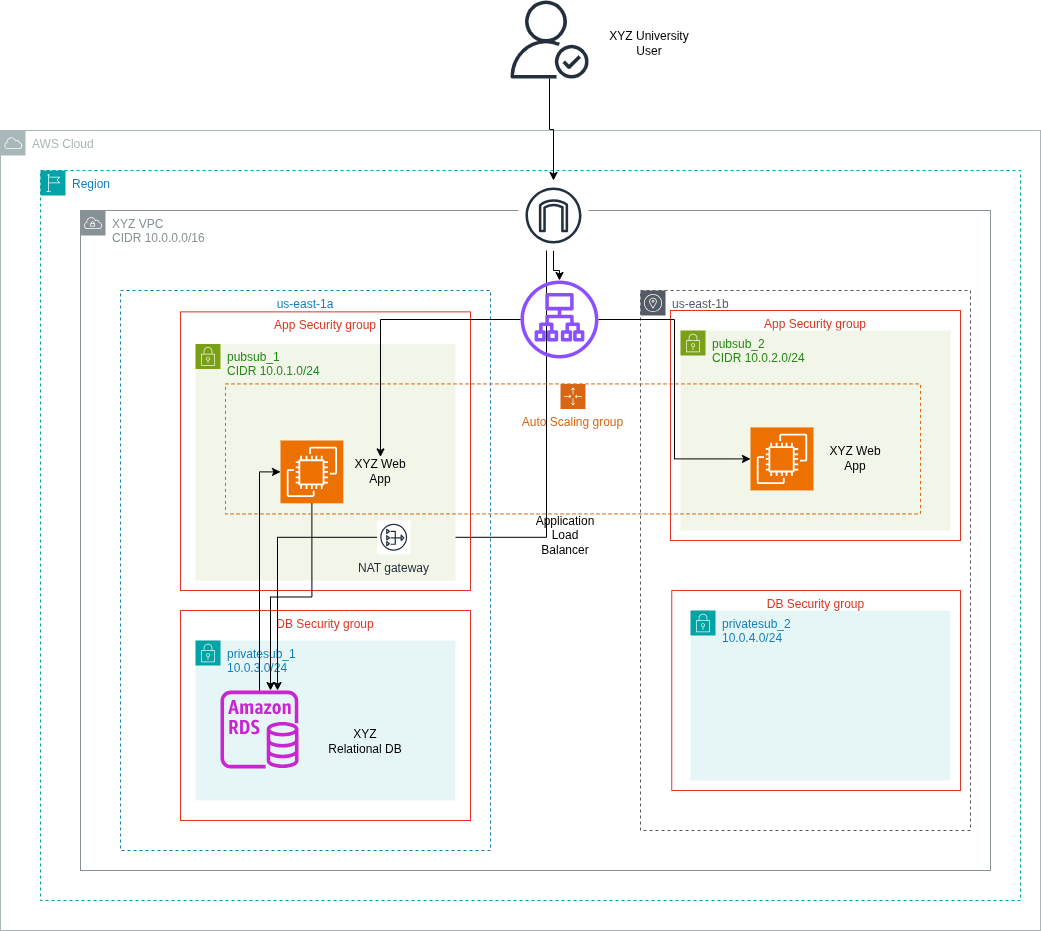 XYZ University
User
AWS Cloud
Region
XYZ VPC
CIDR 10.0.0.0/16
us-east-1a
us-east-1b
App Security group
App Security group
pubsub_1
CIDR 10.0.1.0/24
pubsub_2
CIDR 10.0.2.0/24
Auto Scaling group
XYZ Web
App
XYZ Web
App
Application
Load
Balancer
NAT gateway
DB Security group
DB Security group
privatesub_1
10.0.3.0/24
privatesub_2
10.0.4.0/24
Amazon
RDS
XYZ
Relational DB